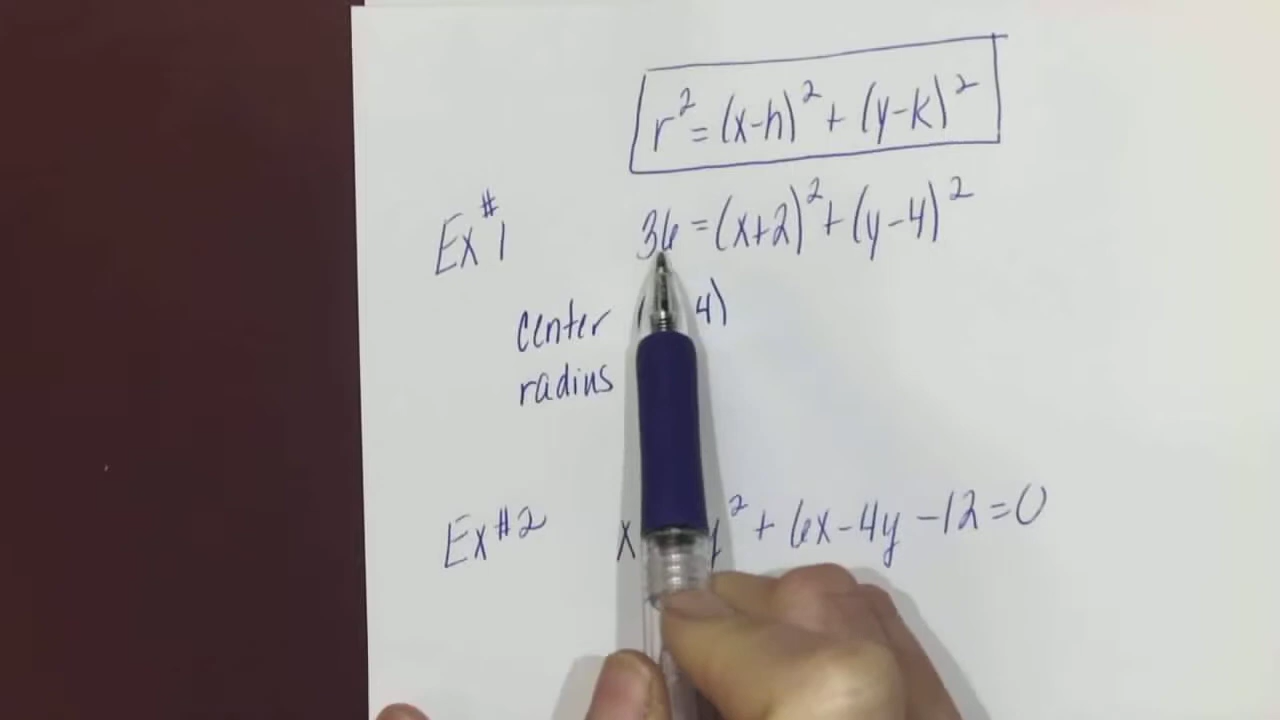 r² = (x-h)² + (y-k)²
Ex #1 36 = (x+2)² + (y-4)²
center ( 4)
radius
Ex #2 x y² + 6x - 4y - 12 = 0